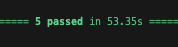 ===== 5 passed in 53.35s =====